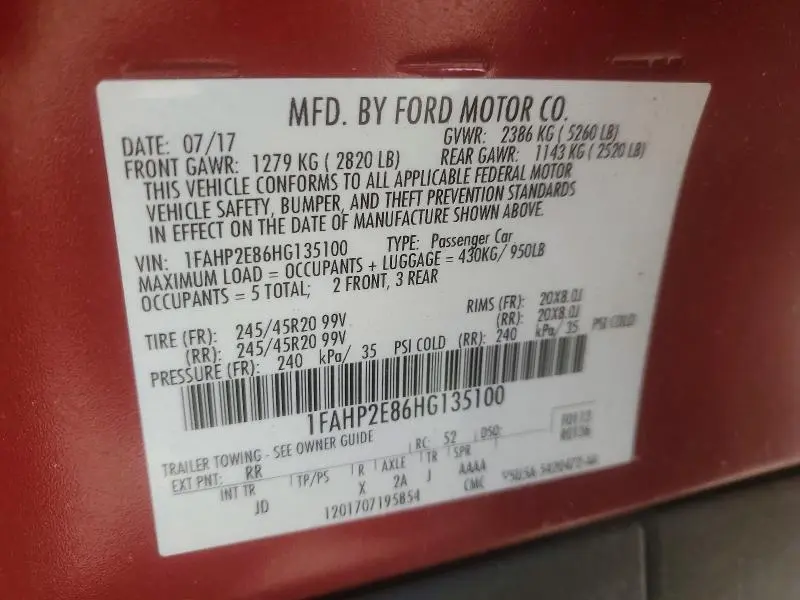 MFD. BY FORD MOTOR CO.
DATE: 07/17 GVWR: 2386 KG ( 5260 LB)
FRONT GAWR: 1279 KG ( 2820 LB) REAR GAWR: 1143 KG ( 2520 LB)
THIS VEHICLE CONFORMS TO ALL APPLICABLE FEDERAL MOTOR
VEHICLE SAFETY, BUMPER, AND THEFT PREVENTION STANDARDS
IN EFFECT ON THE DATE OF MANUFACTURE SHOWN ABOVE.
VIN: 1FAHP2E86HG135100 TYPE: Passenger Car
MAXIMUM LOAD = OCCUPANTS + LUGGAGE = 430KG/ 950LB
OCCUPANTS = 5 TOTAL; 2 FRONT, 3 REAR
TIRE (FR): 245/45R20 99V RIMS (FR): 20X8.0J
(RR): 245/45R20 99V (RR): 20X8.0J
PRESSURE (FR): 240 kPa/ 35 PSI COLD (RR): 240 kPa/ 35 PSI COLD
1FAHP2E86HG135100
TRAILER TOWING - SEE OWNER GUIDE
EXT PNT: RR RC: 52 DSO:
INT TR TP/PS R AXLE TR SPR
JD X 2A J AAAA
1201707195854 CMC